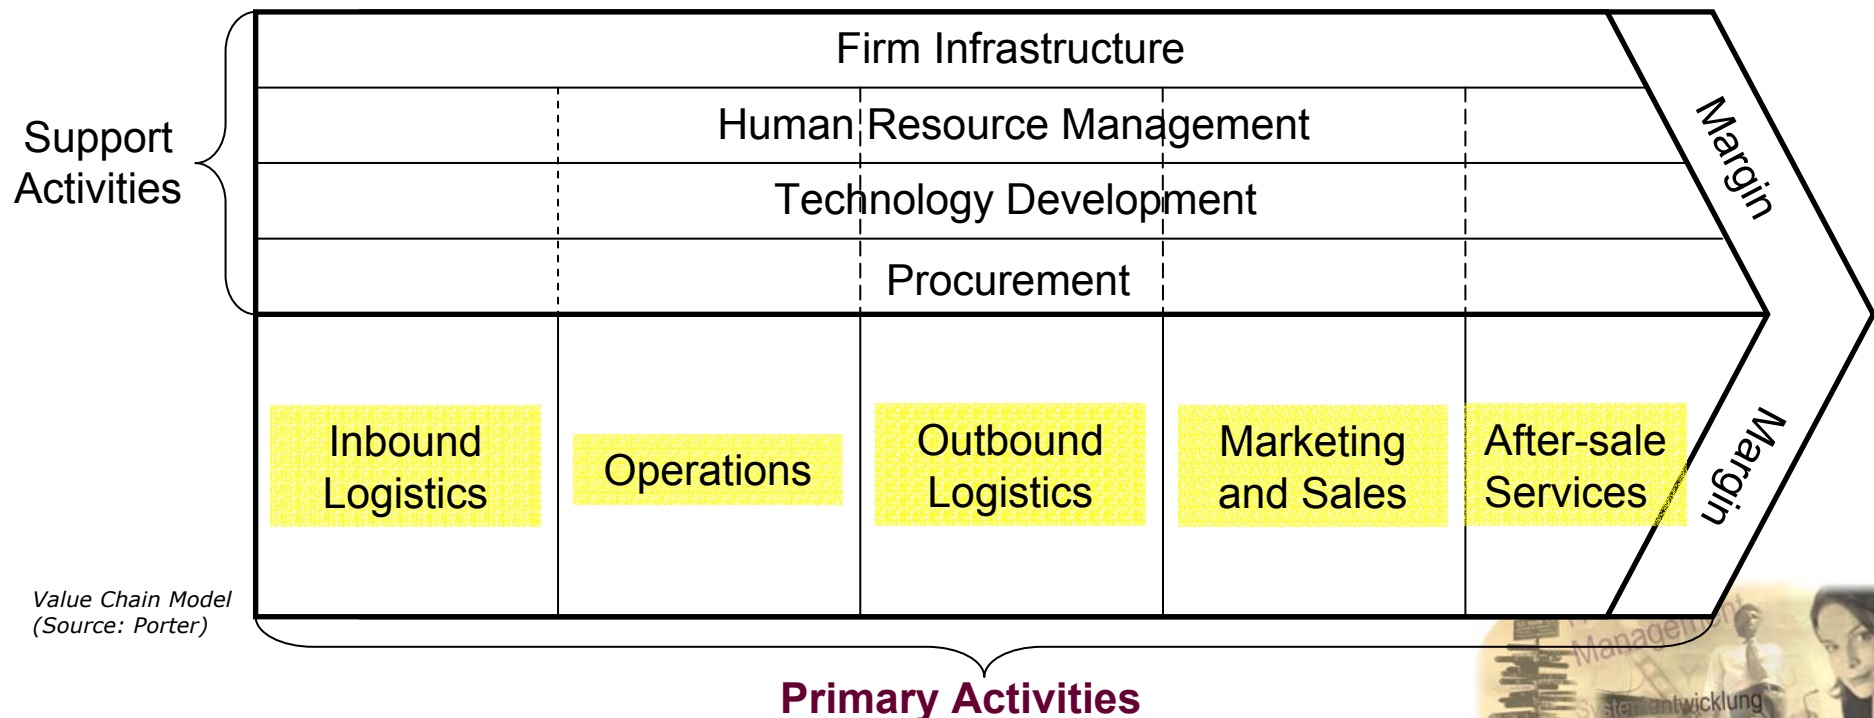 Firm Infrastructure
Support
Activities
Human Resource Management
Technology Development
Procurement
Margin
Inbound
Logistics
Operations
Outbound
Logistics
Marketing
and Sales
After-sale
Services
Margin
Value Chain Model
(Source: Porter)
Primary Activities
Management
Systementwicklung